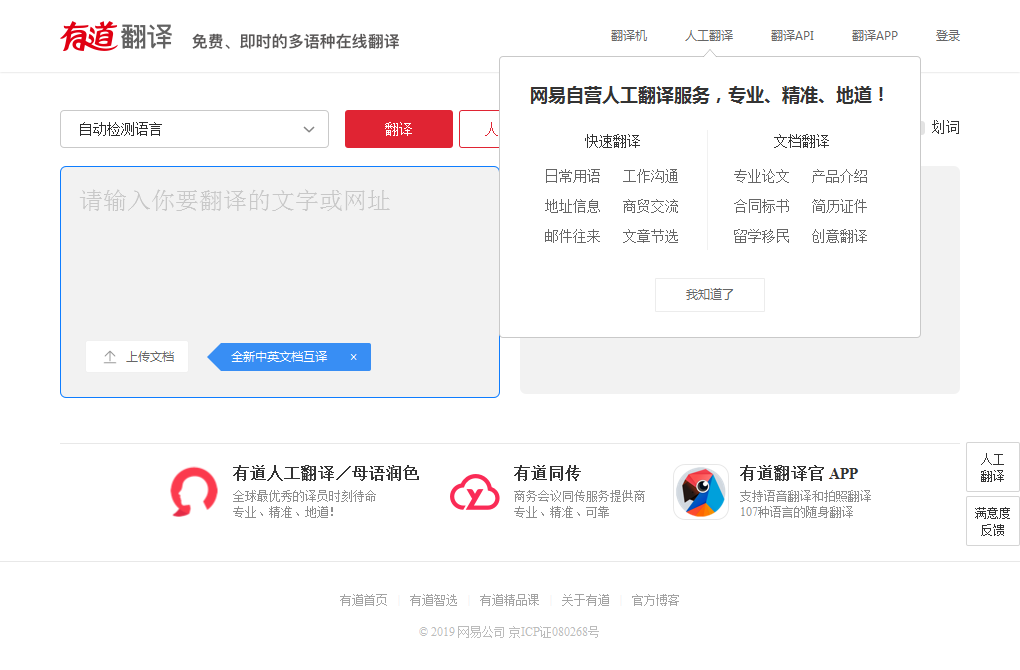 有道翻译 免费、即时的多语种在线翻译
翻译机 人工翻译 翻译API 翻译APP 登录
网易自营人工翻译服务，专业、精准、地道！
快速翻译 文档翻译
日常用语 工作沟通 专业论文 产品介绍
地址信息 商贸交流 合同标书 简历证件
邮件往来 文章节选 留学移民 创意翻译
我知道了
自动检测语言 翻译 人 划词
请输入你要翻译的文字或网址
上传文档 全新中英文档互译 ×
有道人工翻译／母语润色
全球最优秀的译员时刻待命
专业、精准、地道!
有道同传
商务会议同传服务提供商
专业、精准、可靠
有道翻译官 APP
支持语音翻译和拍照翻译
107种语言的随身翻译
人工
翻译
满意度
反馈
有道首页 有道智选 有道精品课 关于有道 官方博客
© 2019 网易公司 京ICP证080268号